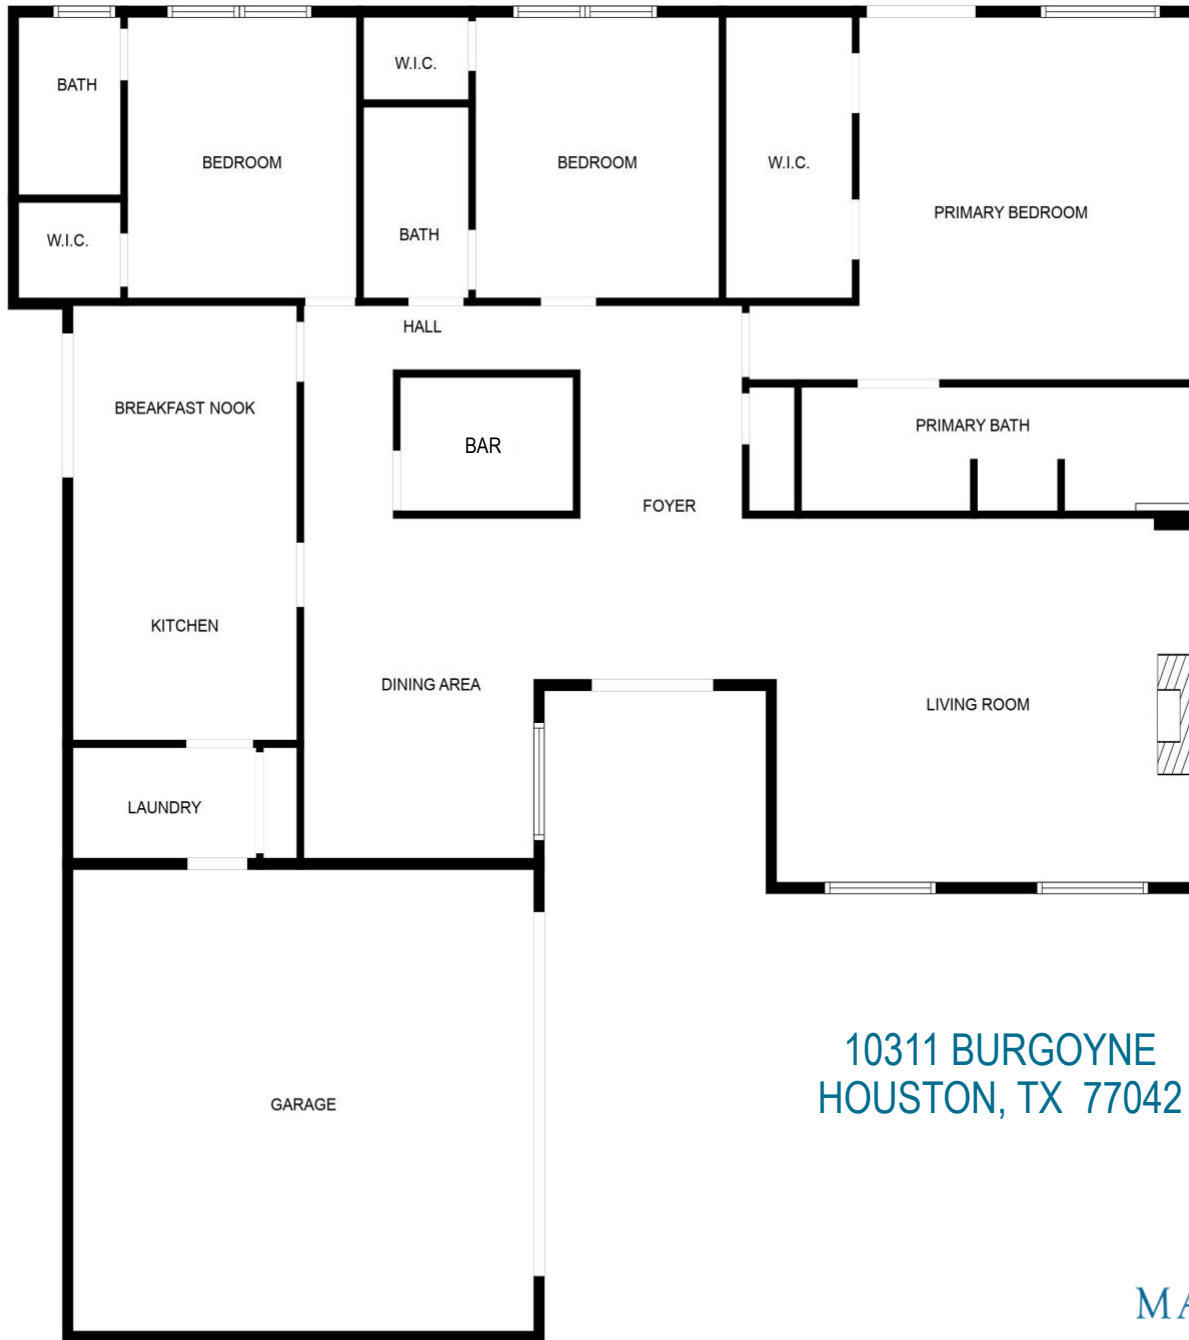 BATH
W.I.C.
BEDROOM
BEDROOM
W.I.C.
PRIMARY BEDROOM
BATH
W.I.C.
HALL
BREAKFAST NOOK
BAR
PRIMARY BATH
FOYER
KITCHEN
DINING AREA
LIVING ROOM
LAUNDRY
GARAGE
10311 BURGOYNE
HOUSTON, TX 77042